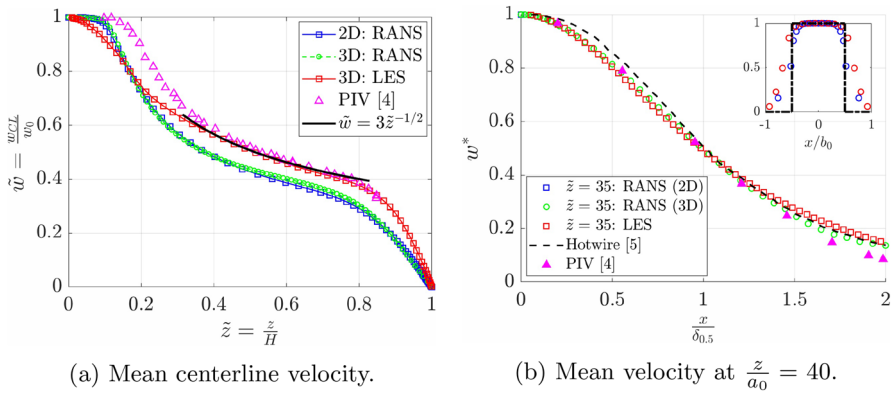 1
0.8
0.6
0.4
0.2
0
0
0.2
0.4
0.6
0.8
1
w̃ = w_CL/w_0
z̃ = z/H
2D: RANS
3D: RANS
3D: LES
PIV [4]
w̃ = 3z̃^{-1/2}
(a) Mean centerline velocity.
1
0.8
0.6
0.4
0.2
0
0
0.5
1
1.5
2
w*
x/δ_{0.5}
z̃ = 35: RANS (2D)
z̃ = 35: RANS (3D)
z̃ = 35: LES
Hotwire [5]
PIV [4]
1
0.5
0
-1
0
1
x/b_0
(b) Mean velocity at z/a_0 = 40.